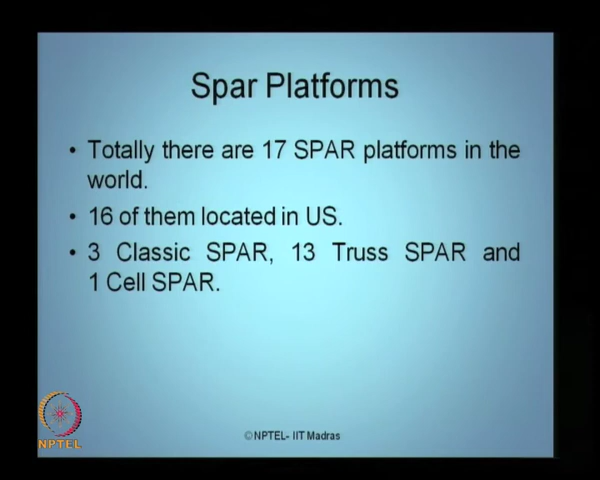 Spar Platforms
• Totally there are 17 SPAR platforms in the
world.
• 16 of them located in US.
• 3 Classic SPAR, 13 Truss SPAR and
1 Cell SPAR.
NPTEL
©NPTEL- IIT Madras